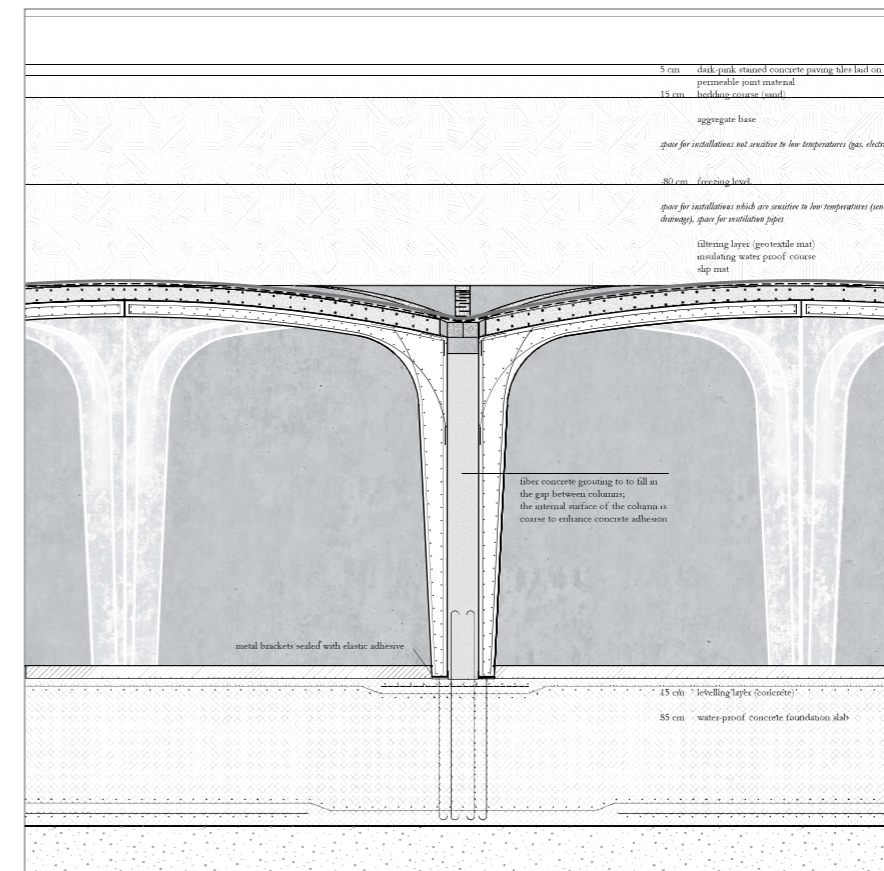 5 cm dark-pink stained concrete paving tiles laid on
permeable joint material
15 cm bedding course (sand)
aggregate base
space for installations not sensitive to low temperatures (gas, electri
-80 cm freezing level
space for installations which are sensitive to low temperatures (sew
drainage), space for ventilation pipes
filtering layer (geotextile mat)
insulating water proof course
slip mat
fiber concrete grouting to to fill in
the gap between columns;
the internal surface of the column is
coarse to enhance concrete adhesion
metal brackets sealed with elastic adhesive
45 cm levelling layer (concrete)
85 cm water-proof concrete foundation slab